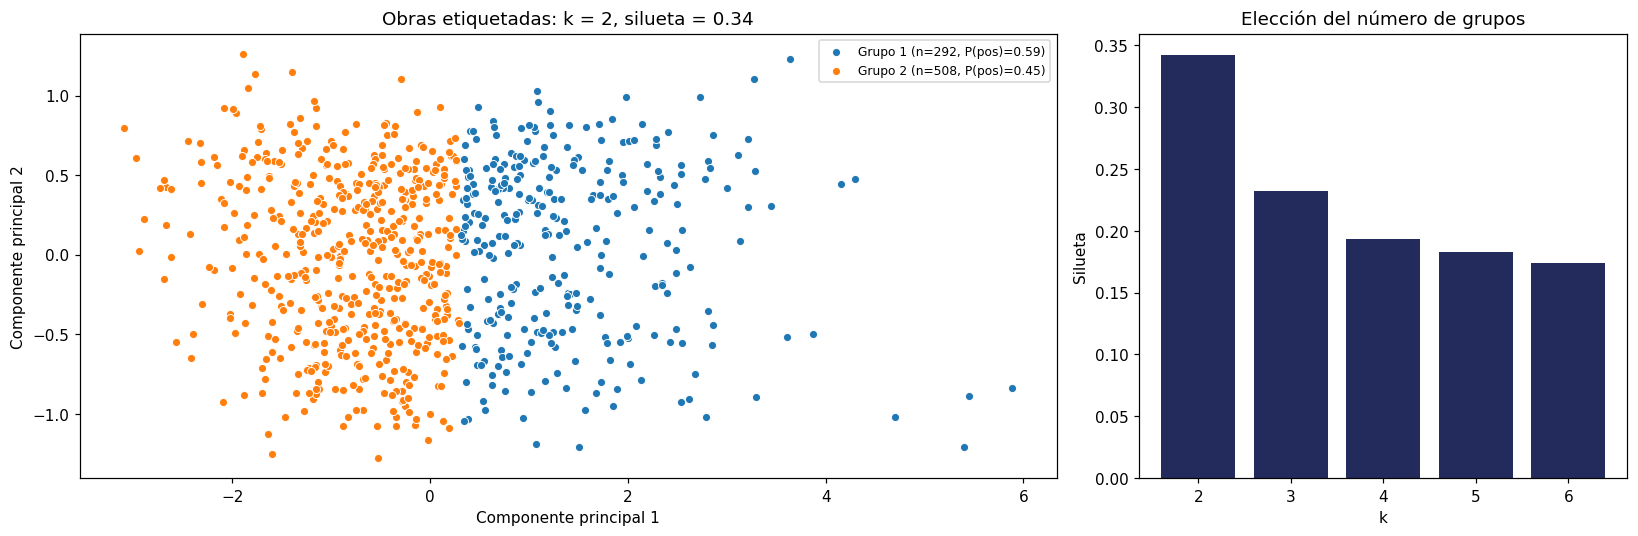 Obras etiquetadas: k = 2, silueta = 0.34
Grupo 1 (n=292, P(pos)=0.59)
Grupo 2 (n=508, P(pos)=0.45)
Componente principal 2
1.0
0.5
0.0
−0.5
−1.0
−2
0
2
4
6
Componente principal 1
Elección del número de grupos
Silueta
0.35
0.30
0.25
0.20
0.15
0.10
0.05
0.00
2
3
4
5
6
k